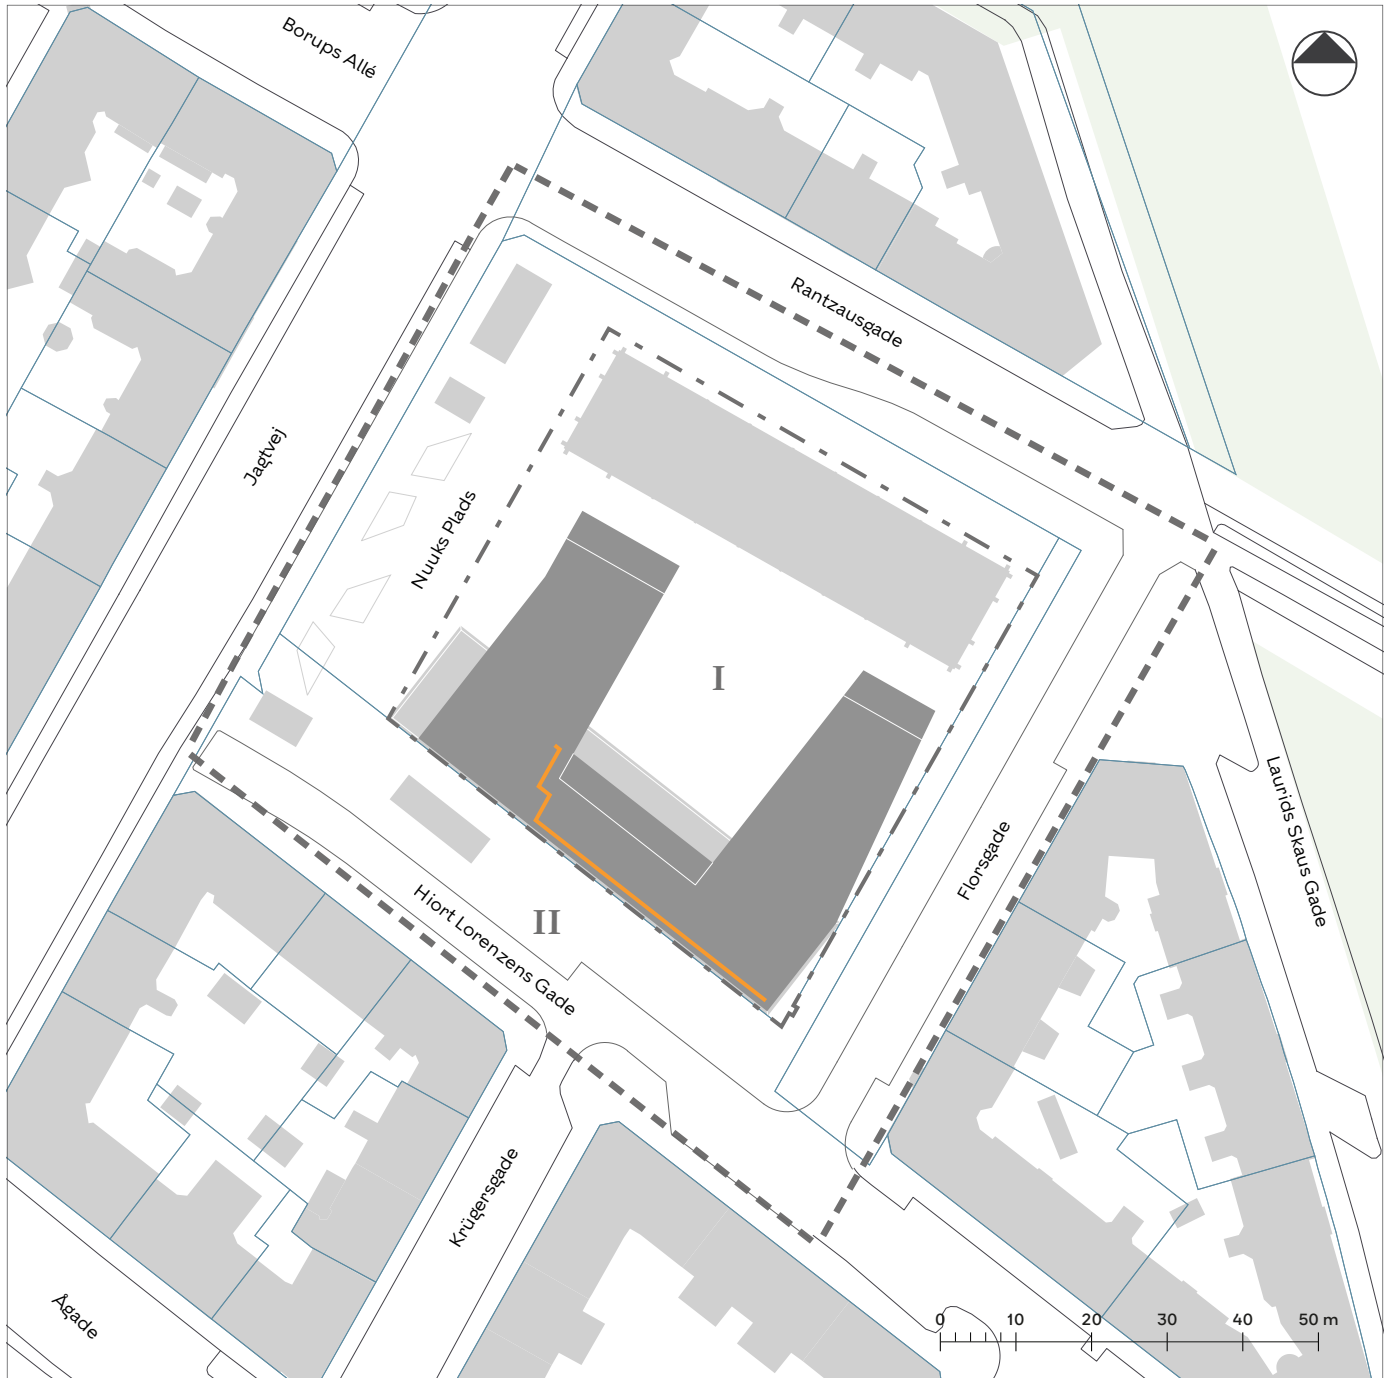 Borups Allé
Rantzausgade
Jagtvej
Nuuks Plads
I
Laurids Skaus Gade
Florsgade
II
Hiort Lorenzens Gade
Krügersgade
Ågade
0 10 20 30 40 50 m